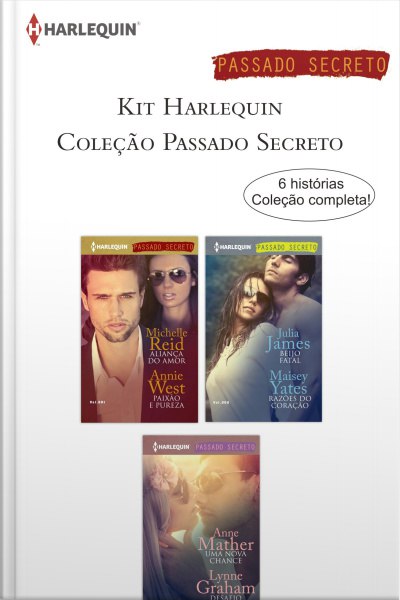 HARLEQUIN®
PASSADO SECRETO
KIT HARLEQUIN
COLEÇÃO PASSADO SECRETO
6 histórias
Coleção completa!
HARLEQUIN
PASSADO SECRETO
Michelle
Reid
ALIANÇA
DO AMOR
Annie
West
PAIXÃO
E PUREZA
HARLEQUIN
PASSADO SECRETO
Julia
James
BEIJO
FATAL
Maisey
Yates
RAZÕES DO
CORAÇÃO
HARLEQUIN
PASSADO SECRETO
Anne
Mather
UMA NOVA
CHANCE
Lynne
Graham
DESAFIO